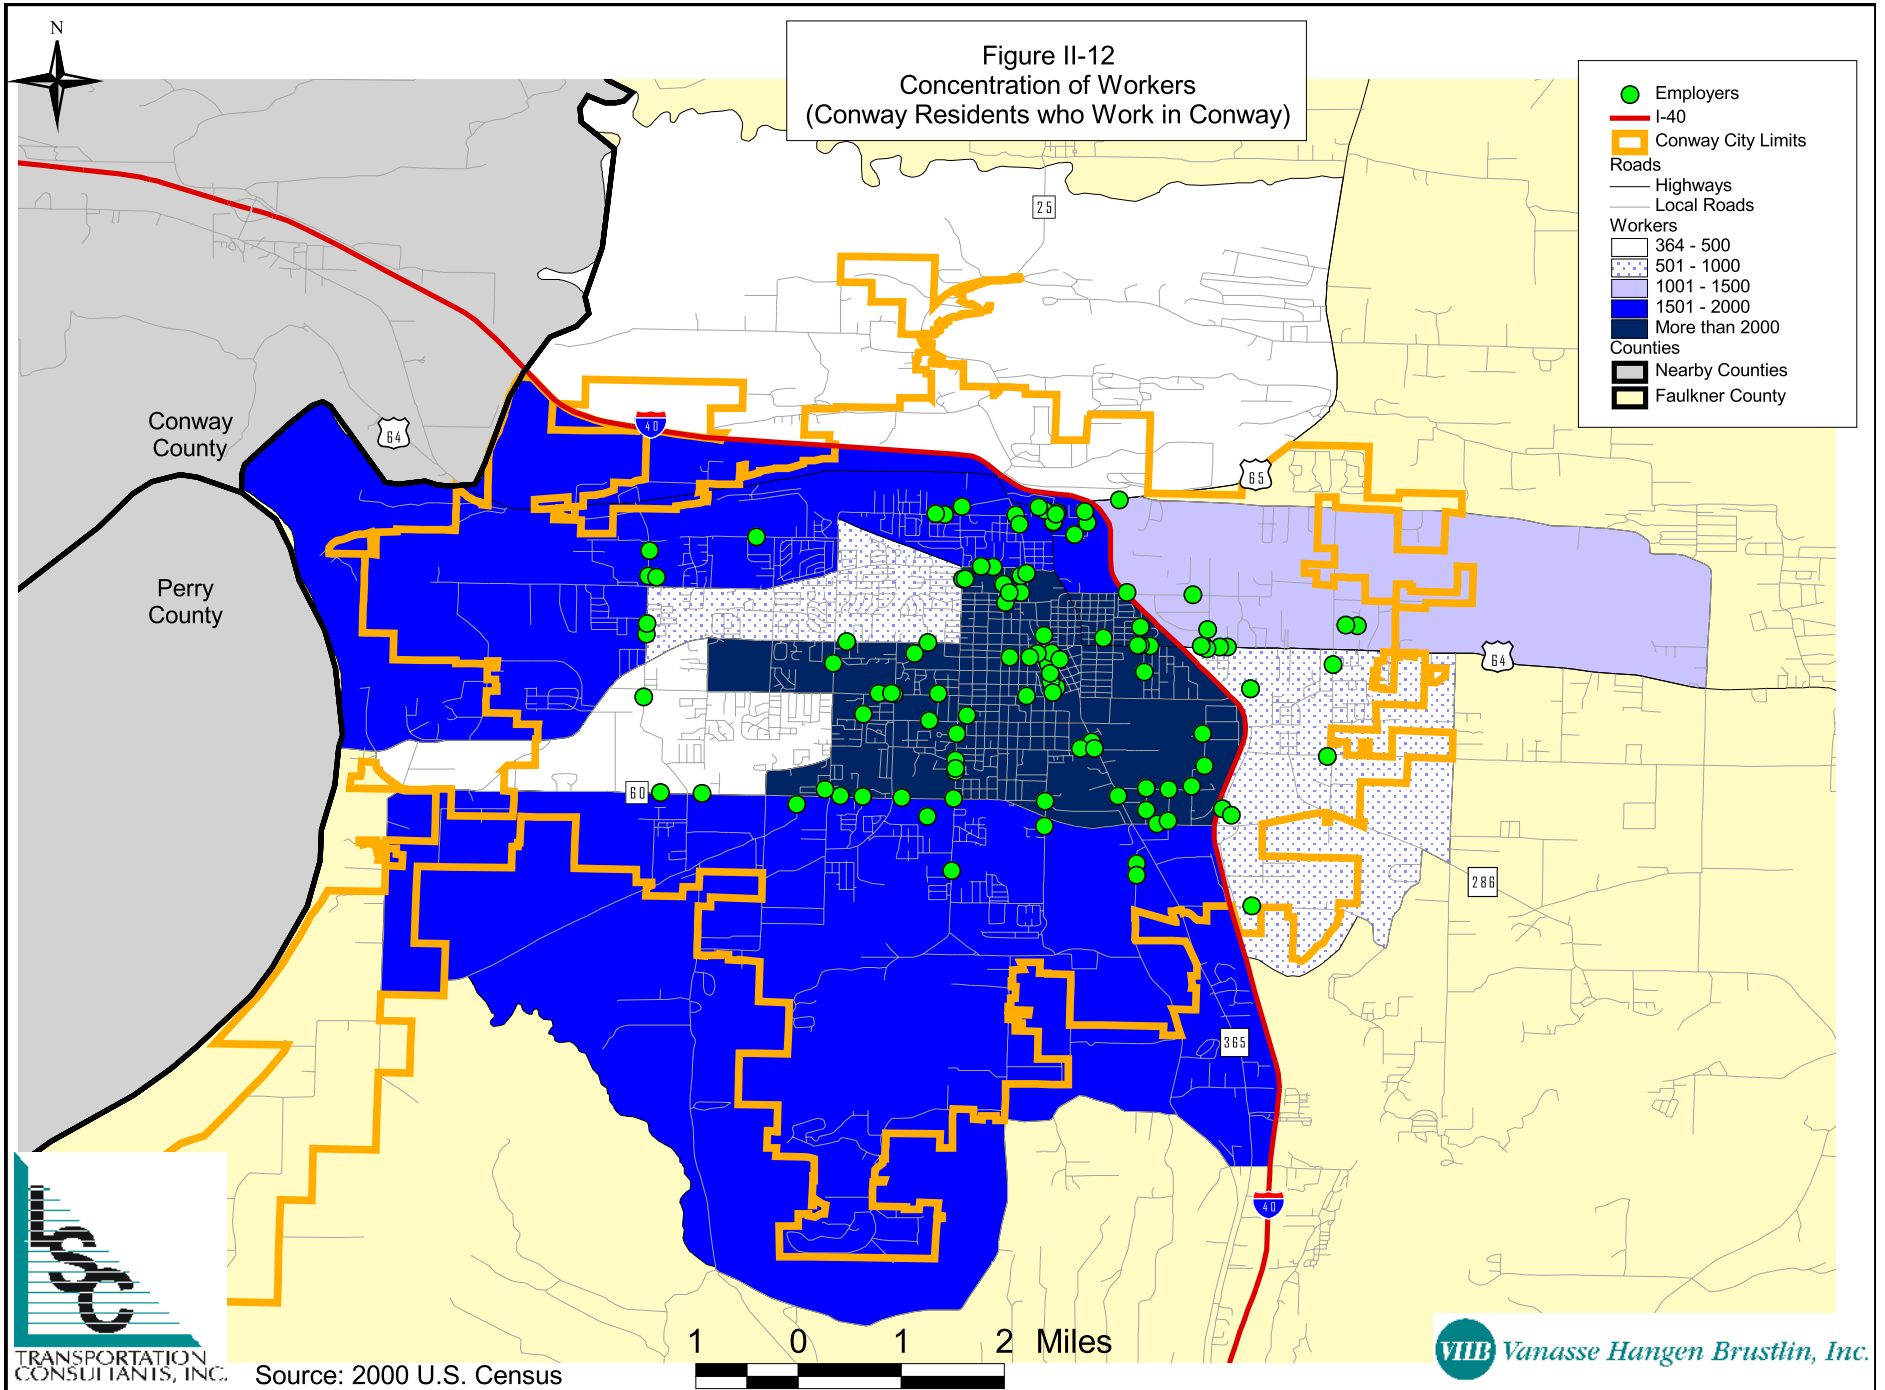 N
Figure II-12
Concentration of Workers
(Conway Residents who Work in Conway)
Employers
I-40
Conway City Limits
Roads
Highways
Local Roads
Workers
364 - 500
501 - 1000
1001 - 1500
1501 - 2000
More than 2000
Counties
Nearby Counties
Faulkner County
25
40
Conway
County
64
65
Perry
County
64
60
286
365
40
LSC
TRANSPORTATION
CONSULTANTS, INC.
Source: 2000 U.S. Census
1 0 1 2 Miles
VHB Vanasse Hangen Brustlin, Inc.